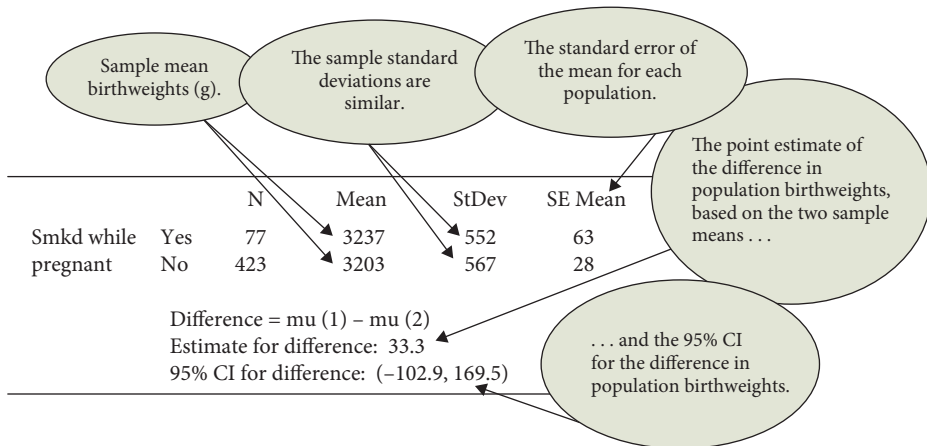 Sample mean
birthweights (g).
The sample standard
deviations are
similar.
The standard error of
the mean for each
population.
The point estimate of
the difference in
population birthweights,
based on the two sample
means . . .
N Mean StDev SE Mean
Smkd while Yes 77 3237 552 63
pregnant No 423 3203 567 28
Difference = mu (1) – mu (2)
Estimate for difference: 33.3
95% CI for difference: (–102.9, 169.5)
. . . and the 95% CI
for the difference in
population birthweights.